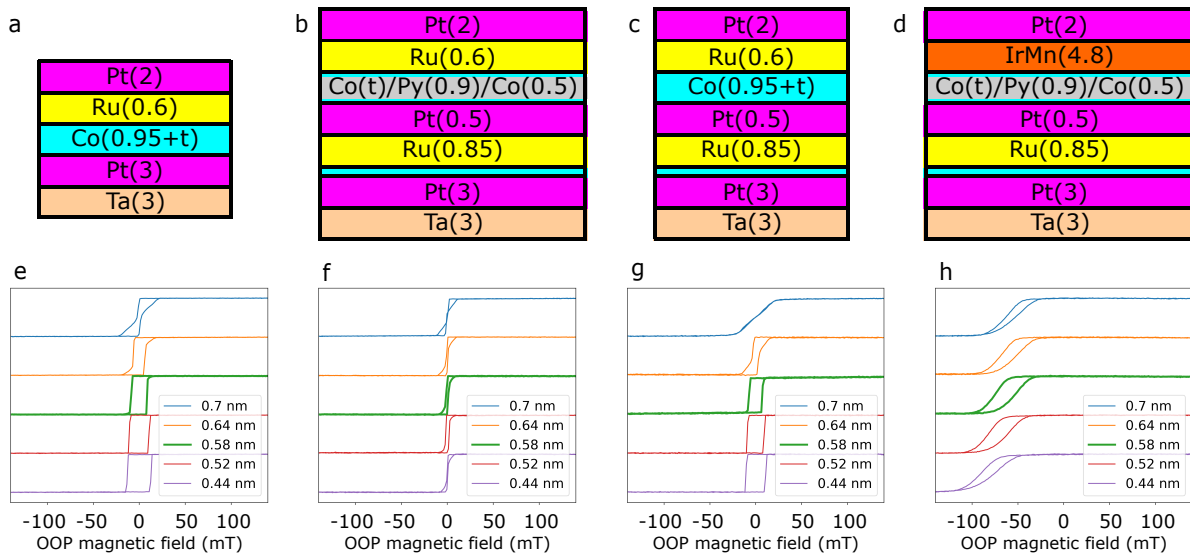 a
Pt(2)
Ru(0.6)
Co(0.95+t)
Pt(3)
Ta(3)
b
Pt(2)
Ru(0.6)
Co(t)/Py(0.9)/Co(0.5)
Pt(0.5)
Ru(0.85)
Pt(3)
Ta(3)
c
Pt(2)
Ru(0.6)
Co(0.95+t)
Pt(0.5)
Ru(0.85)
Pt(3)
Ta(3)
d
Pt(2)
IrMn(4.8)
Co(t)/Py(0.9)/Co(0.5)
Pt(0.5)
Ru(0.85)
Pt(3)
Ta(3)
e
0.7 nm
0.64 nm
0.58 nm
0.52 nm
0.44 nm
-100 -50 0 50 100
OOP magnetic field (mT)
f
0.7 nm
0.64 nm
0.58 nm
0.52 nm
0.44 nm
-100 -50 0 50 100
OOP magnetic field (mT)
g
0.7 nm
0.64 nm
0.58 nm
0.52 nm
0.44 nm
-100 -50 0 50 100
OOP magnetic field (mT)
h
0.7 nm
0.64 nm
0.58 nm
0.52 nm
0.44 nm
-100 -50 0 50 100
OOP magnetic field (mT)